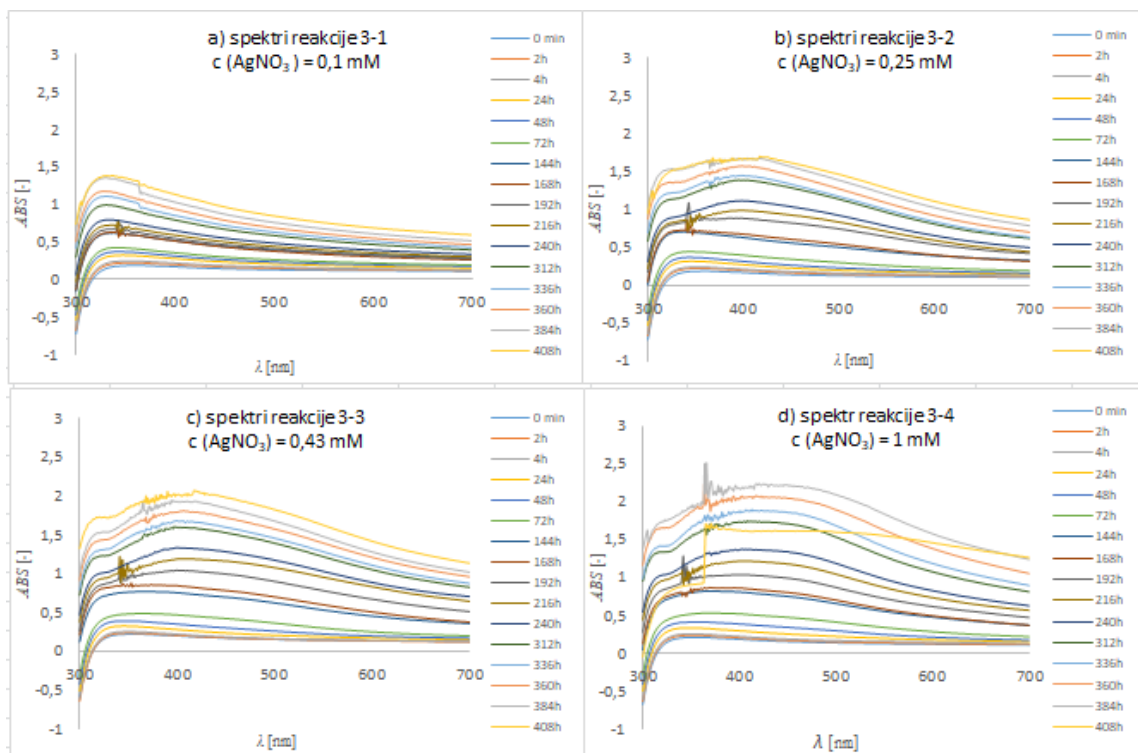 a) spektri reakcije 3-1
c (AgNO₃ ) = 0,1 mM
3
2,5
2
1,5
1
0,5
0
-0,5
-1
ABS [-]
300
400
500
600
700
λ [nm]
0 min
2h
4h
24h
48h
72h
144h
168h
192h
216h
240h
312h
336h
360h
384h
408h
b) spektri reakcije 3-2
c (AgNO₃) = 0,25 mM
3
2,5
2
1,5
1
0,5
0
-0,5
-1
ABS [-]
300
400
500
600
700
λ [nm]
0 min
2h
4h
24h
48h
72h
144h
168h
192h
216h
240h
312h
336h
360h
384h
408h
c) spektri reakcije 3-3
c (AgNO₃) = 0,43 mM
3
2,5
2
1,5
1
0,5
0
-0,5
-1
ABS [-]
300
400
500
600
700
λ [nm]
0 min
2h
4h
24h
48h
72h
144h
168h
192h
216h
240h
312h
336h
360h
384h
408h
d) spektr reakcije 3-4
c (AgNO₃) = 1 mM
3
2,5
2
1,5
1
0,5
0
-0,5
-1
ABS [-]
300
400
500
600
700
λ [nm]
0 min
2h
4h
24h
48h
72h
144h
168h
192h
216h
240h
312h
336h
360h
384h
408h